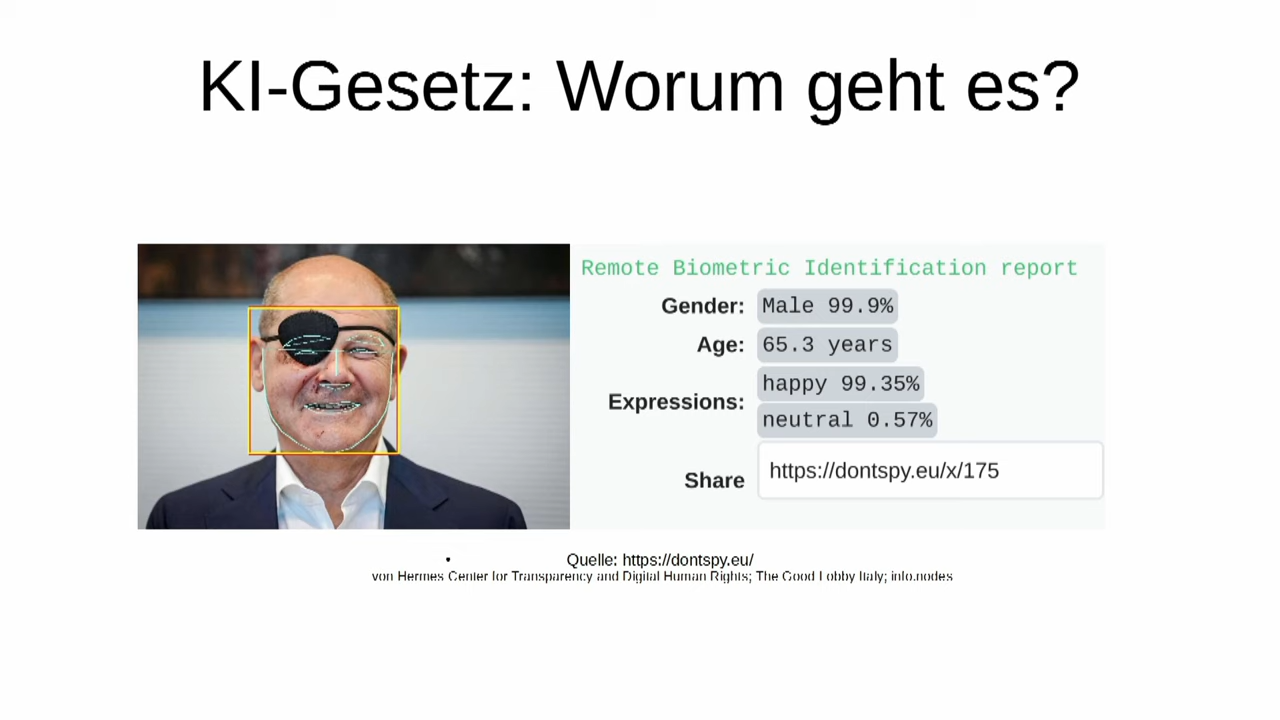 KI-Gesetz: Worum geht es?
Remote Biometric Identification report
Gender: Male 99.9%
Age: 65.3 years
Expressions: happy 99.35%
neutral 0.57%
Share https://dontspy.eu/x/175
• Quelle: https://dontspy.eu/
von Hermes Center for Transparency and Digital Human Rights; The Good Lobby Italy; info.nodes